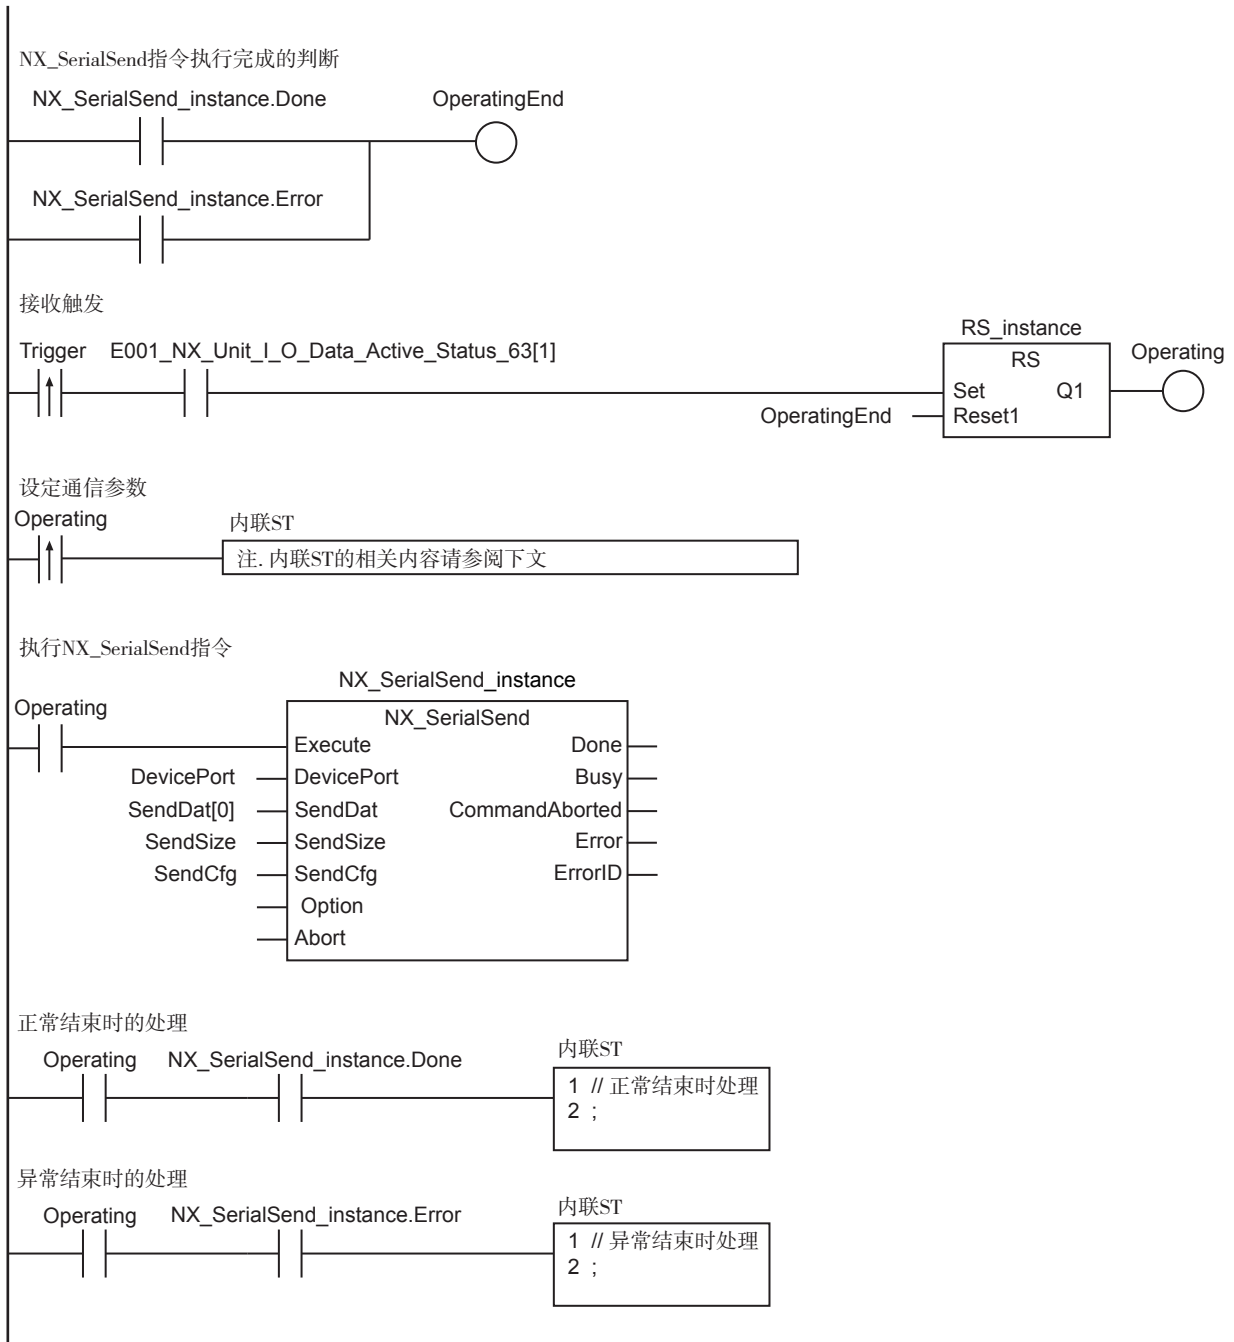 NX_SerialSend指令执行完成的判断
NX_SerialSend_instance.Done OperatingEnd
NX_SerialSend_instance.Error
接收触发
RS_instance
Trigger E001_NX_Unit_I_O_Data_Active_Status_63[1] RS Operating
Set Q1
OperatingEnd Reset1
设定通信参数
Operating 内联ST
注. 内联ST的相关内容请参阅下文
执行NX_SerialSend指令
NX_SerialSend_instance
Operating NX_SerialSend
Execute Done
DevicePort DevicePort Busy
SendDat[0] SendDat CommandAborted
SendSize SendSize Error
SendCfg SendCfg ErrorID
Option
Abort
正常结束时的处理
Operating NX_SerialSend_instance.Done 内联ST
1 // 正常结束时处理
2 ;
异常结束时的处理
Operating NX_SerialSend_instance.Error 内联ST
1 // 异常结束时处理
2 ;